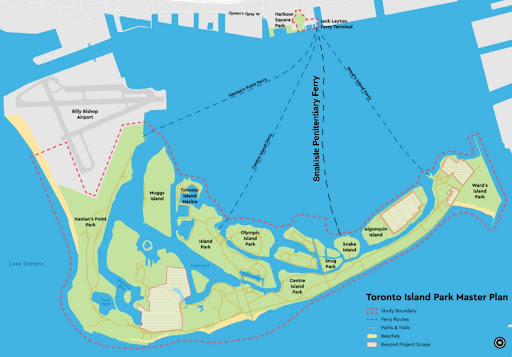 Queen's Quay W
Harbour
Square
Park
Jack Layton
Ferry Terminal
Hanlan's Point Ferry
Centre Island Ferry
Snakisle Penitentiary Ferry
Ward's Island Ferry
Billy Bishop
Airport
Muggs
Island
Toronto
Island
Marina
Hanlan's Point
Park
Island
Park
Olympic
Island
Park
Snake
Island
Algonquin
Island
Ward's
Island
Park
Snug
Park
Centre
Island
Park
Lake Ontario
Toronto Island Park Master Plan
Study Boundary
Ferry Routes
Paths & Trails
Beaches
Beyond Project Scope
N